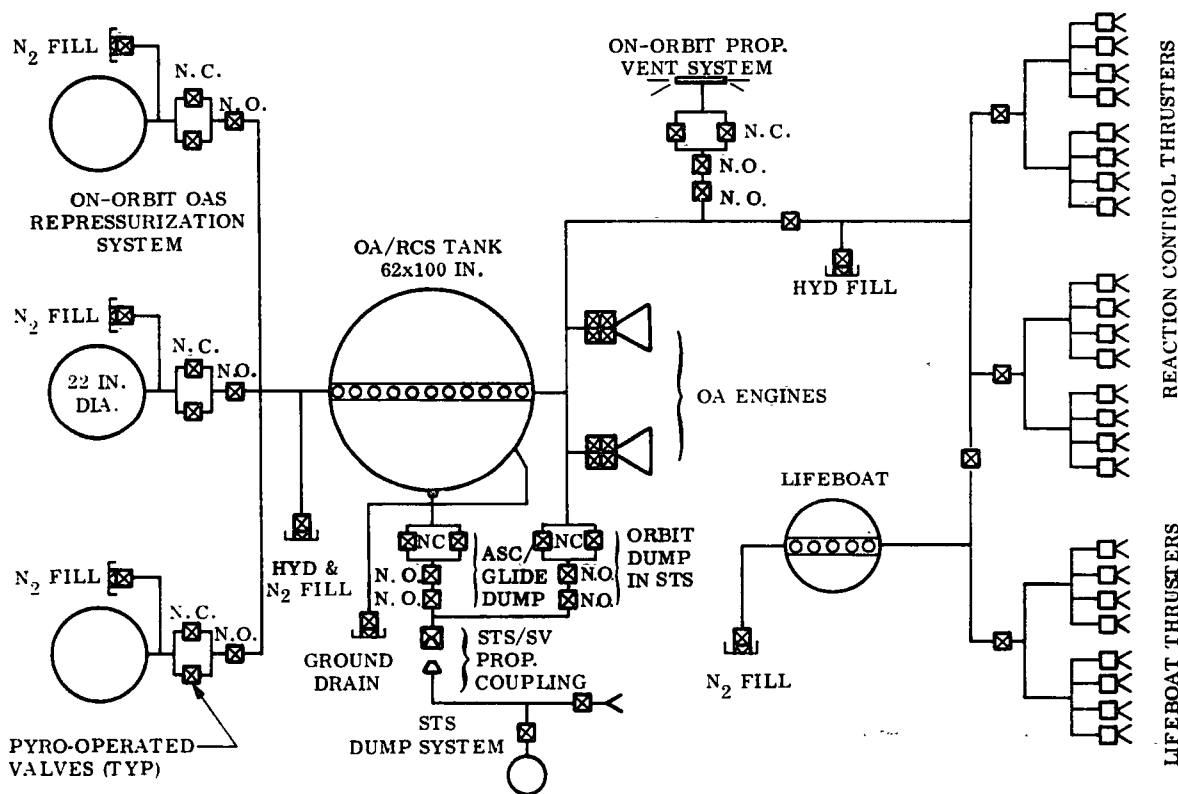 N2 FILL
N.C.
N.O.
ON-ORBIT OAS
REPRESSURIZATION
SYSTEM
N2 FILL
N.C.
N.O.
22 IN.
DIA.
N2 FILL
N.C.
N.O.
PYRO-OPERATED
VALVES (TYP)
HYD &
N2 FILL
OA/RCS TANK
62x100 IN.
GROUND
DRAIN
NC
N.O.
N.O.
ASC/
GLIDE
DUMP
NC
N.O.
N.O.
ORBIT
DUMP
IN STS
STS/SV
PROP.
COUPLING
STS
DUMP SYSTEM
ON-ORBIT PROP.
VENT SYSTEM
N.C.
N.O.
N.O.
HYD FILL
OA ENGINES
LIFEBOAT
N2 FILL
REACTION CONTROL THRUSTERS
LIFEBOAT THRUSTERS